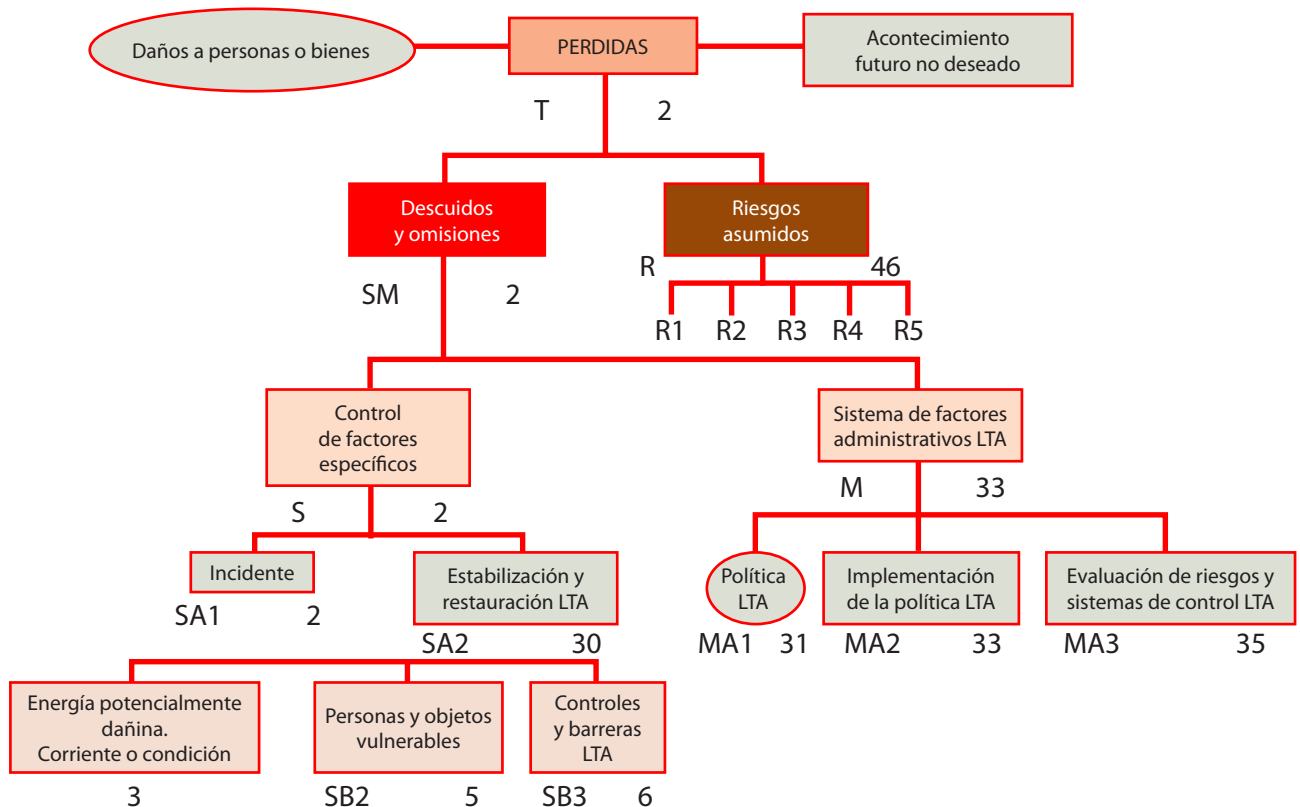 Daños a personas o bienes
PERDIDAS
Acontecimiento
futuro no deseado
T 2
Descuidos
y omisiones
Riesgos
asumidos
SM 2
R 46
R1 R2 R3 R4 R5
Control
de factores
específicos
Sistema de factores
administrativos LTA
S 2
M 33
Incidente
Estabilización y
restauración LTA
Política
LTA
Implementación
de la política LTA
Evaluación de riesgos y
sistemas de control LTA
SA1 2
SA2 30
MA1 31
MA2 33
MA3 35
Energía potencialmente
dañina.
Corriente o condición
Personas y objetos
vulnerables
Controles
y barreras
LTA
3
SB2 5
SB3 6